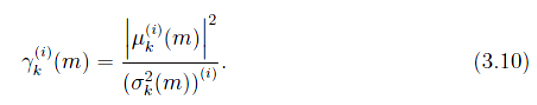 γ_k^{(i)}(m) = |μ_k^{(i)}(m)|^2 / (σ_k^2(m))^{(i)}. (3.10)